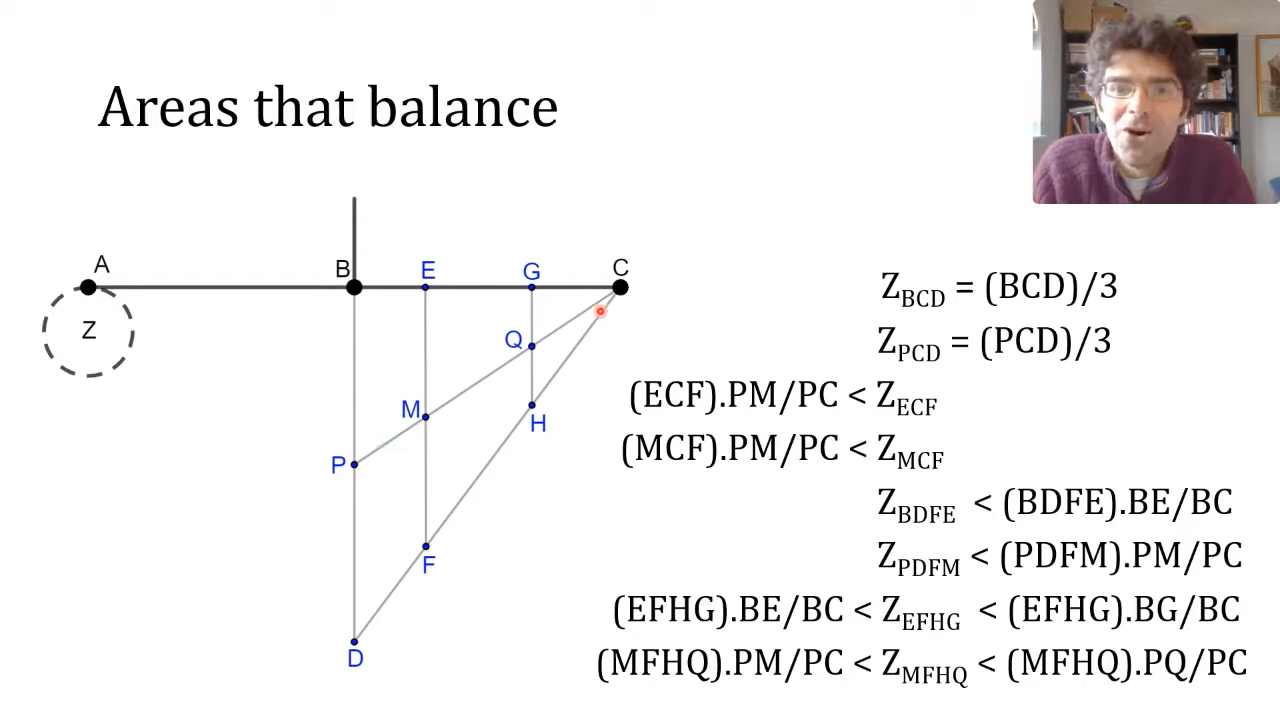 Areas that balance
A
B
E
G
C
Z
Q
M
H
P
F
D
Z_BCD = (BCD)/3
Z_PCD = (PCD)/3
(ECF).PM/PC < Z_ECF
(MCF).PM/PC < Z_MCF
Z_BDFE < (BDFE).BE/BC
Z_PDFM < (PDFM).PM/PC
(EFHG).BE/BC < Z_EFHG < (EFHG).BG/BC
(MFHQ).PM/PC < Z_MFHQ < (MFHQ).PQ/PC